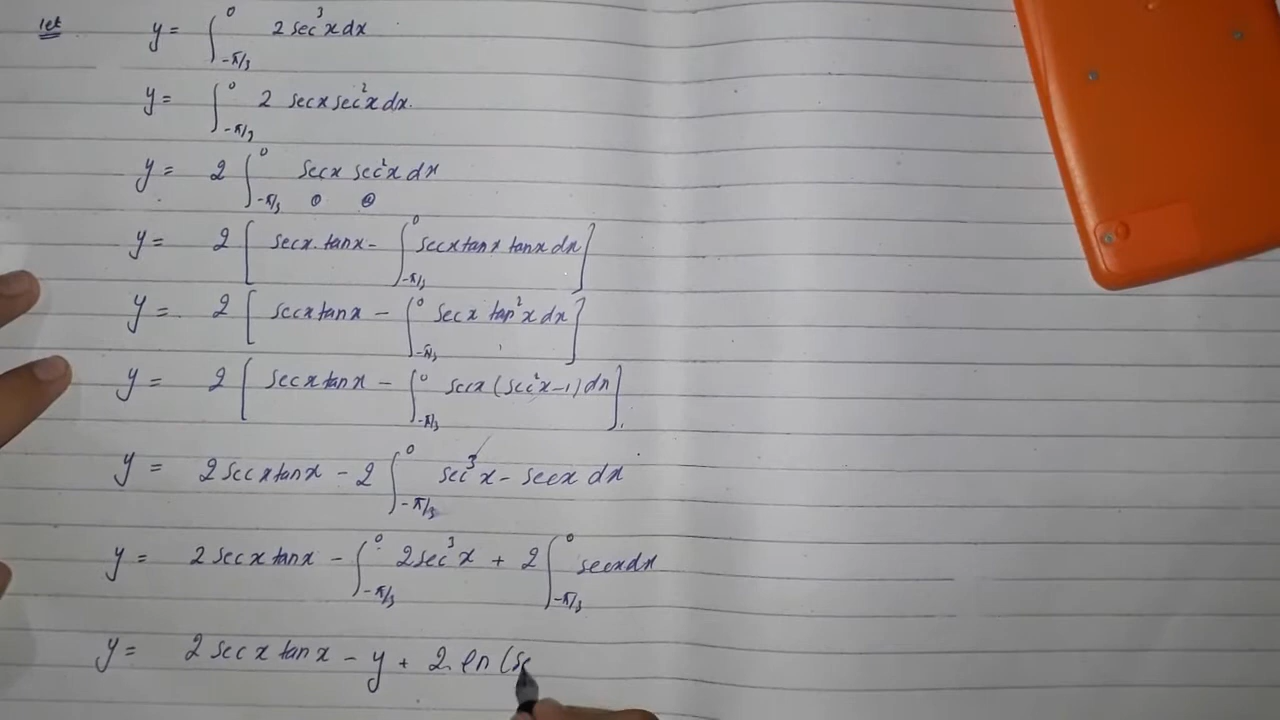 let y = ∫_{-π/3}^{0} 2 sec³x dx
y = ∫_{-π/3}^{0} 2 secx sec²x dx.
y = 2 ∫_{-π/3}^{0} secx sec²x dx
① ②
y = 2 [ secx.tanx - ∫_{-π/3}^{0} secx tanx tanx dx ]
y = 2 [ secx tanx - ∫_{-π/3}^{0} secx tan²x dx ]
y = 2 [ secx tanx - ∫_{-π/3}^{0} secx (sec²x-1) dx ].
y = 2 secx tanx - 2 ∫_{-π/3}^{0} sec³x - secx dx
y = 2 secx tanx - ∫_{-π/3}^{0} 2sec³x + 2 ∫_{-π/3}^{0} secx dx
y = 2 secx tanx - y + 2 ln (se